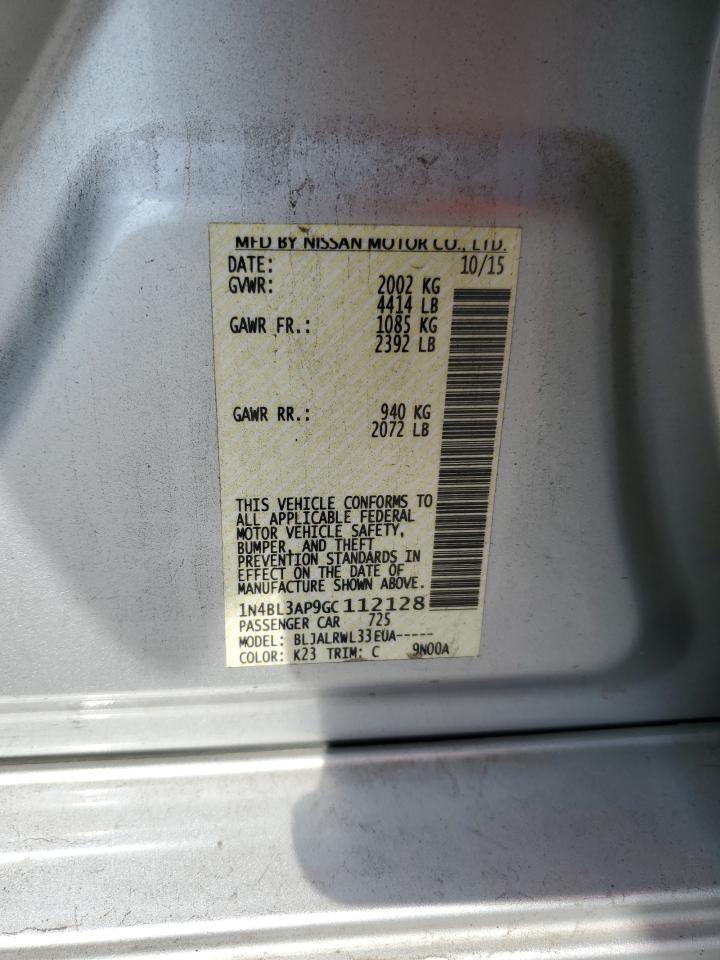 MFD BY NISSAN MOTOR CO., LTD.
DATE: 10/15
GVWR: 2002 KG
4414 LB
GAWR FR.: 1085 KG
2392 LB
GAWR RR.: 940 KG
2072 LB
THIS VEHICLE CONFORMS TO
ALL APPLICABLE FEDERAL
MOTOR VEHICLE SAFETY,
BUMPER, AND THEFT
PREVENTION STANDARDS IN
EFFECT ON THE DATE OF
MANUFACTURE SHOWN ABOVE.
1N4BL3AP9GC112128
PASSENGER CAR 725
MODEL: BLJALRWL33EUA-----
COLOR: K23 TRIM: C 9N00A